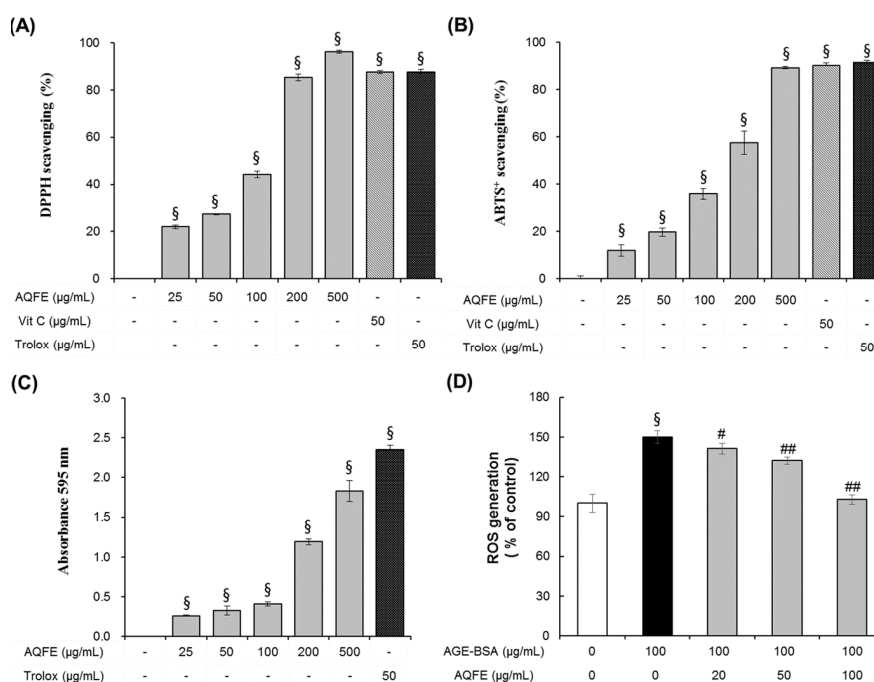 (A)
DPPH scavenging (%)
100
80
60
40
20
0
§ § § § § § §
AQFE (µg/mL) - 25 50 100 200 500 - -
Vit C (µg/mL) - - - - - - 50 -
Trolox (µg/mL) - - - - - - - 50
(B)
ABTS⁺ scavenging (%)
100
80
60
40
20
0
§ § § § § § §
AQFE (µg/mL) - 25 50 100 200 500 - -
Vit C (µg/mL) - - - - - - 50 -
Trolox (µg/mL) - - - - - - - 50
(C)
Absorbance 595 nm
3.0
2.5
2.0
1.5
1.0
0.5
0.0
§ § § § § §
AQFE (µg/mL) - 25 50 100 200 500 -
Trolox (µg/mL) - - - - - - 50
(D)
ROS generation
( % of control)
180
150
120
90
60
30
0
§ # ## ##
AGE-BSA (µg/mL) 0 100 100 100 100
AQFE (µg/mL) 0 0 20 50 100